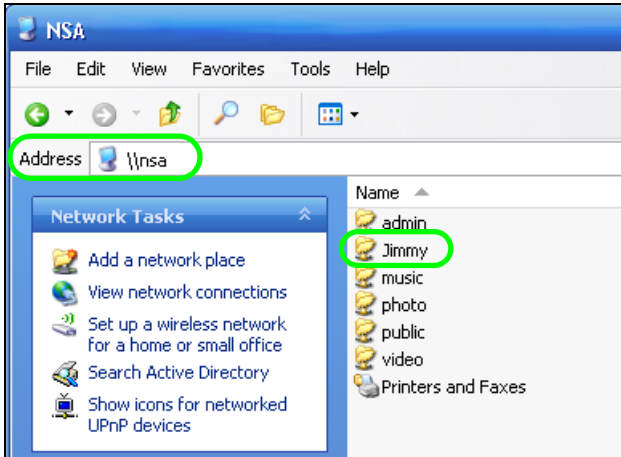 NSA
File Edit View Favorites Tools Help
Address \\nsa
Network Tasks
Add a network place
View network connections
Set up a wireless network
for a home or small office
Search Active Directory
Show icons for networked
UPnP devices
Name
admin
Jimmy
music
photo
public
video
Printers and Faxes